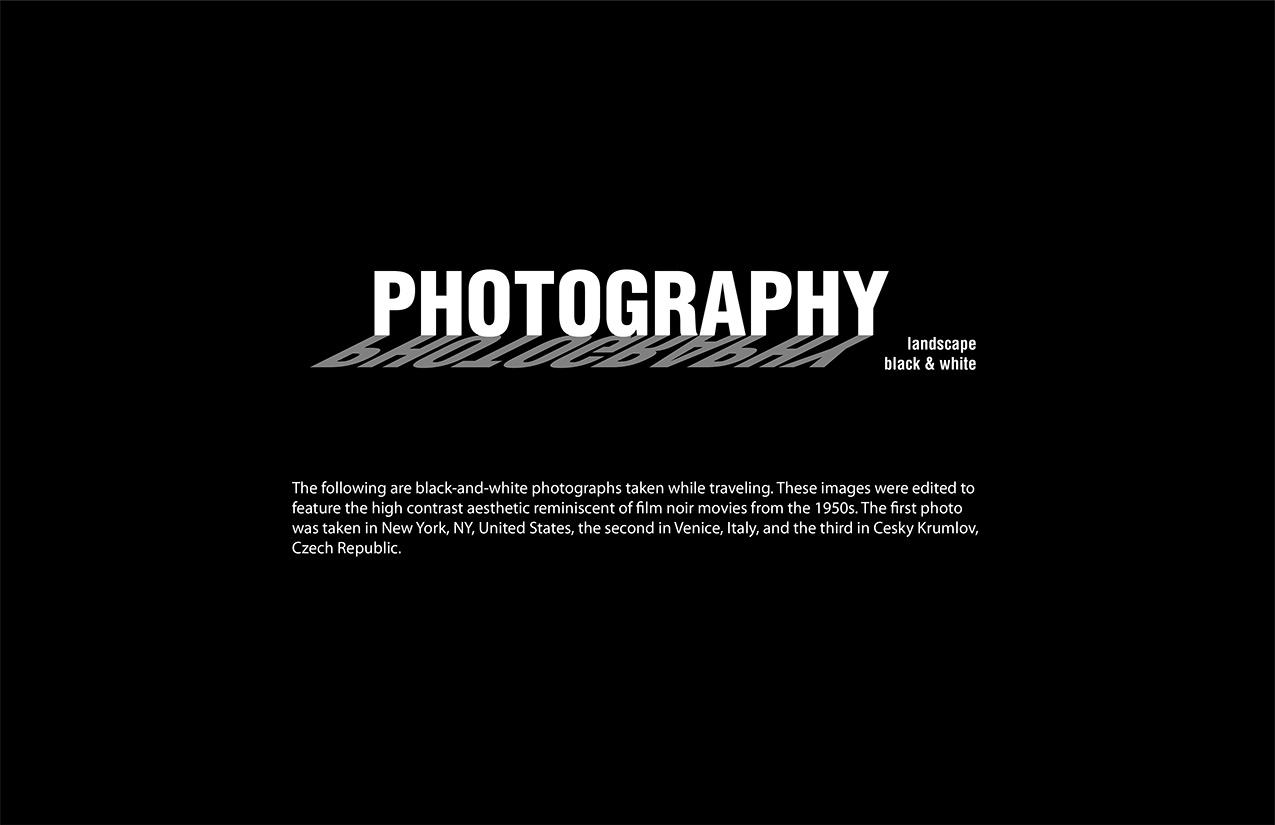 PHOTOGRAPHY
landscape
black & white
The following are black-and-white photographs taken while traveling. These images were edited to
feature the high contrast aesthetic reminiscent of film noir movies from the 1950s. The first photo
was taken in New York, NY, United States, the second in Venice, Italy, and the third in Cesky Krumlov,
Czech Republic.